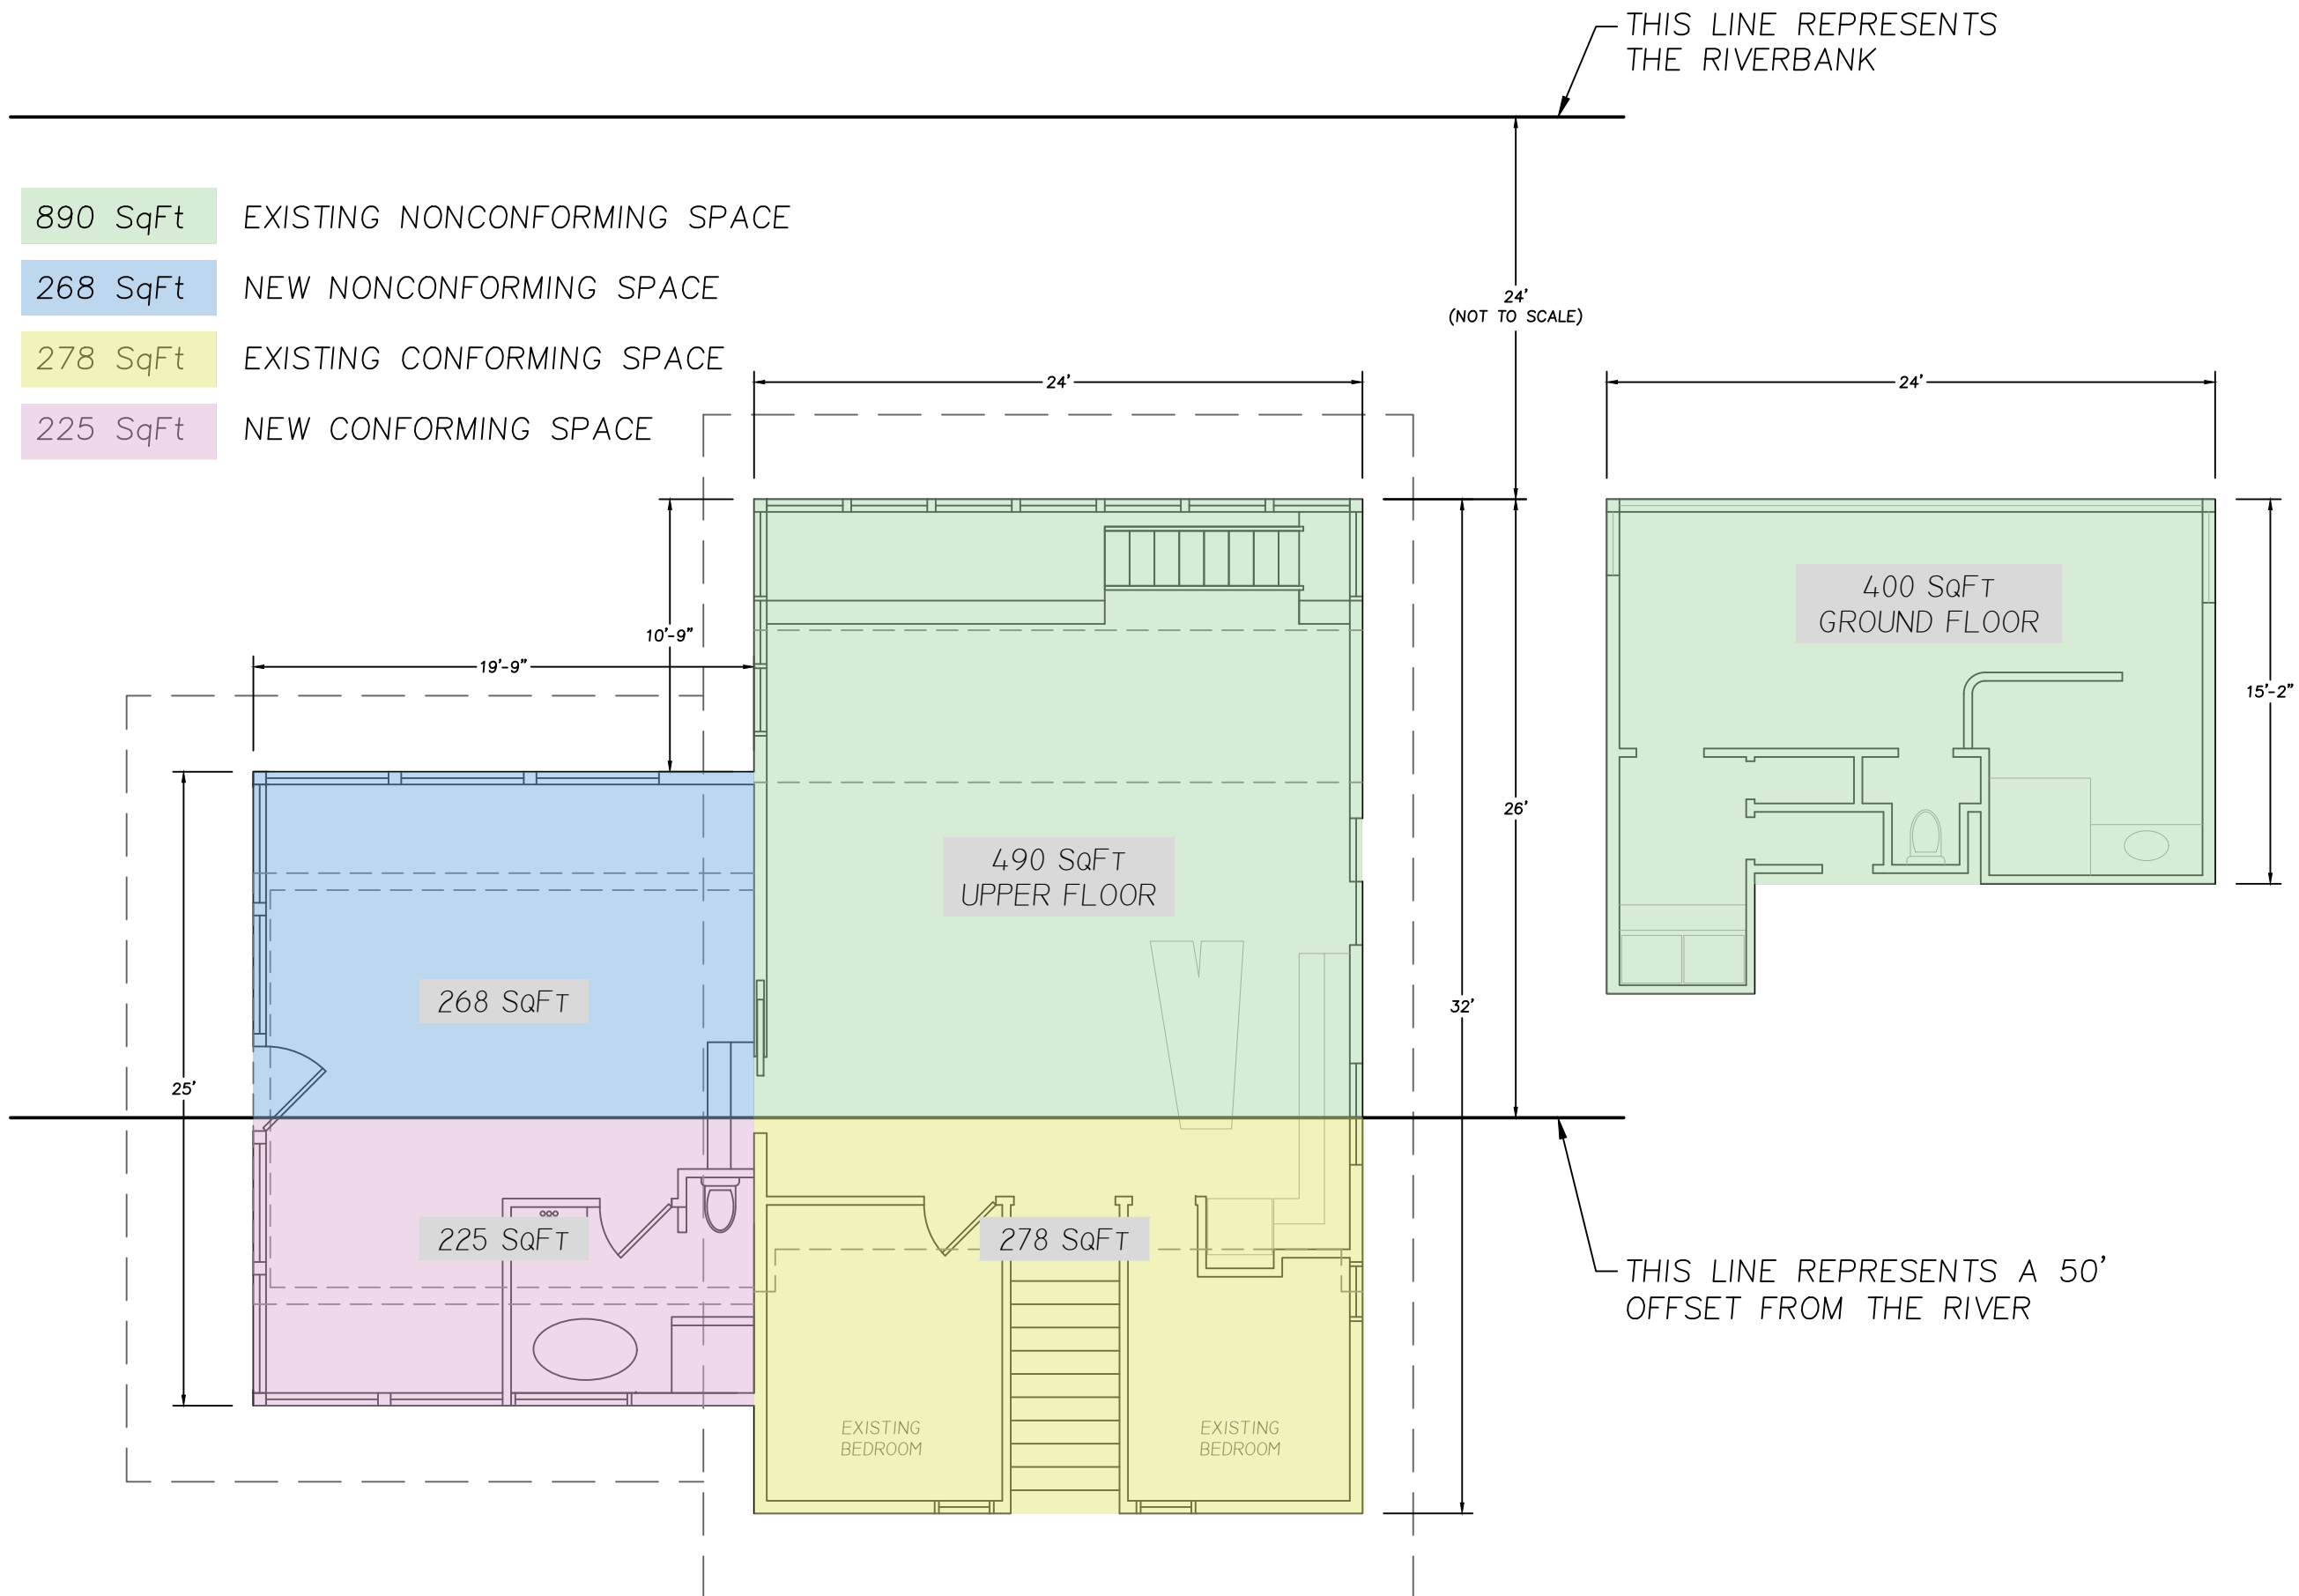 THIS LINE REPRESENTS
THE RIVERBANK
890 SqFt EXISTING NONCONFORMING SPACE
268 SqFt NEW NONCONFORMING SPACE
278 SqFt EXISTING CONFORMING SPACE
225 SqFt NEW CONFORMING SPACE
24'
(NOT TO SCALE)
24'
24'
10'-9"
19'-9"
400 SQFT
GROUND FLOOR
15'-2"
26'
490 SQFT
UPPER FLOOR
268 SQFT
32'
25'
225 SQFT
278 SQFT
THIS LINE REPRESENTS A 50'
OFFSET FROM THE RIVER
EXISTING
BEDROOM
EXISTING
BEDROOM